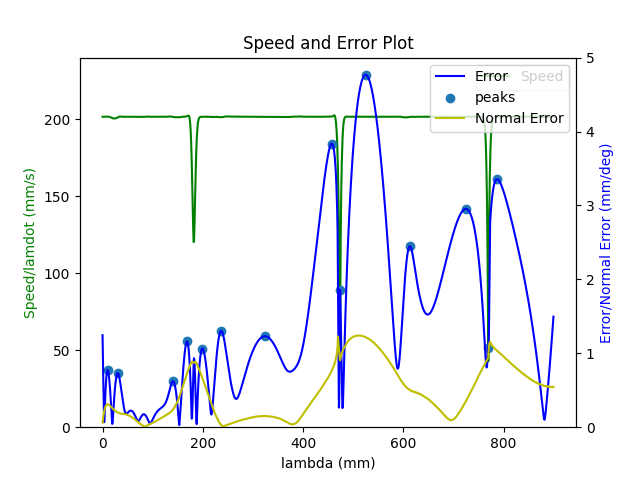 Speed and Error Plot
Speed/lamdot (mm/s)
200
150
100
50
0
Error
peaks
Normal Error
Speed
5
4
3
2
1
0
Error/Normal Error (mm/deg)
0 200 400 600 800
lambda (mm)